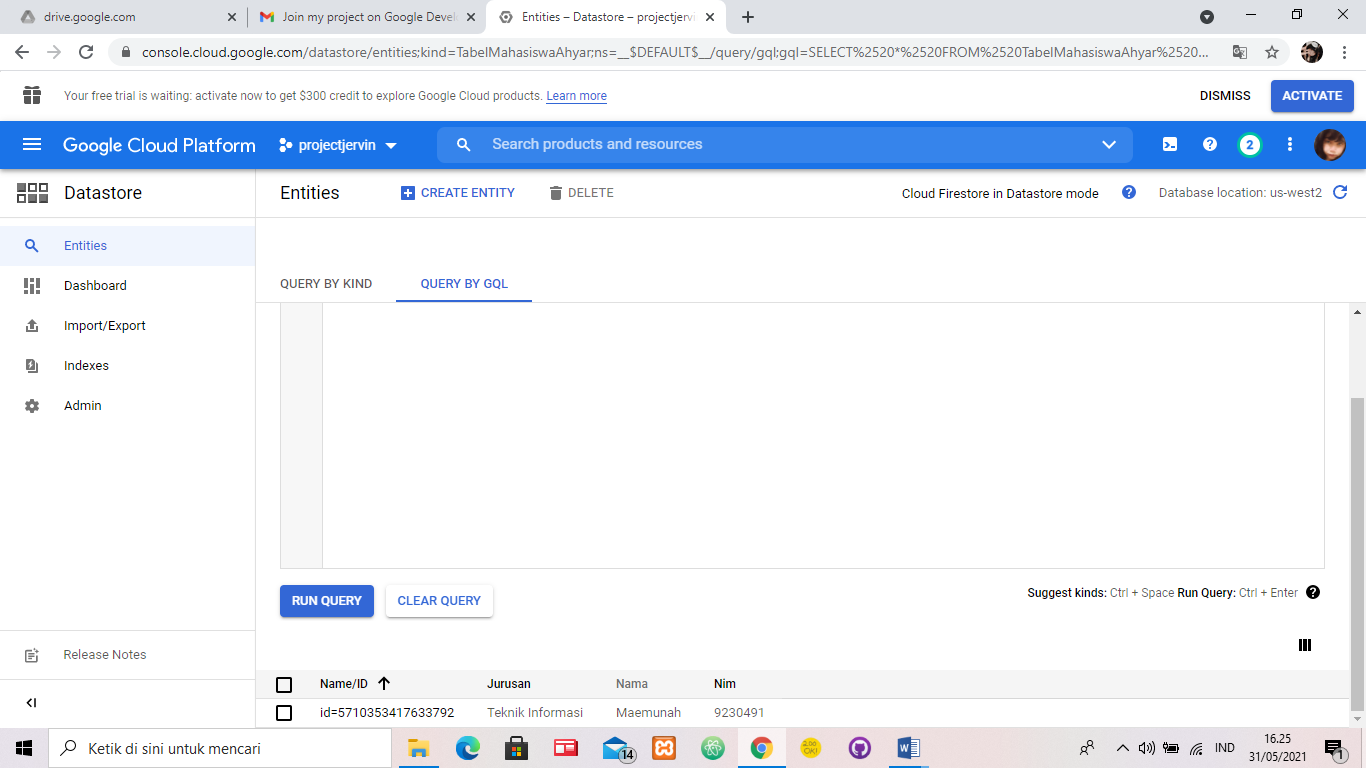 drive.google.com
Join my project on Google Devel
Entities – Datastore – projectjervi
console.cloud.google.com/datastore/entities;kind=TabelMahasiswaAhyar;ns=__$DEFAULT$__/query/gql;gql=SELECT%2520*%2520FROM%2520TabelMahasiswaAhyar%2520...
Your free trial is waiting: activate now to get $300 credit to explore Google Cloud products. Learn more
DISMISS
ACTIVATE
Google Cloud Platform
projectjervin
Search products and resources
2
Datastore
Entities
CREATE ENTITY
DELETE
Cloud Firestore in Datastore mode
Database location: us-west2
Entities
Dashboard
Import/Export
Indexes
Admin
Release Notes
QUERY BY KIND
QUERY BY GQL
RUN QUERY
CLEAR QUERY
Suggest kinds: Ctrl + Space Run Query: Ctrl + Enter
Name/ID Jurusan Nama Nim
id=5710353417633792 Teknik Informasi Maemunah 9230491
Ketik di sini untuk mencari
14
IND
16.25
31/05/2021
1